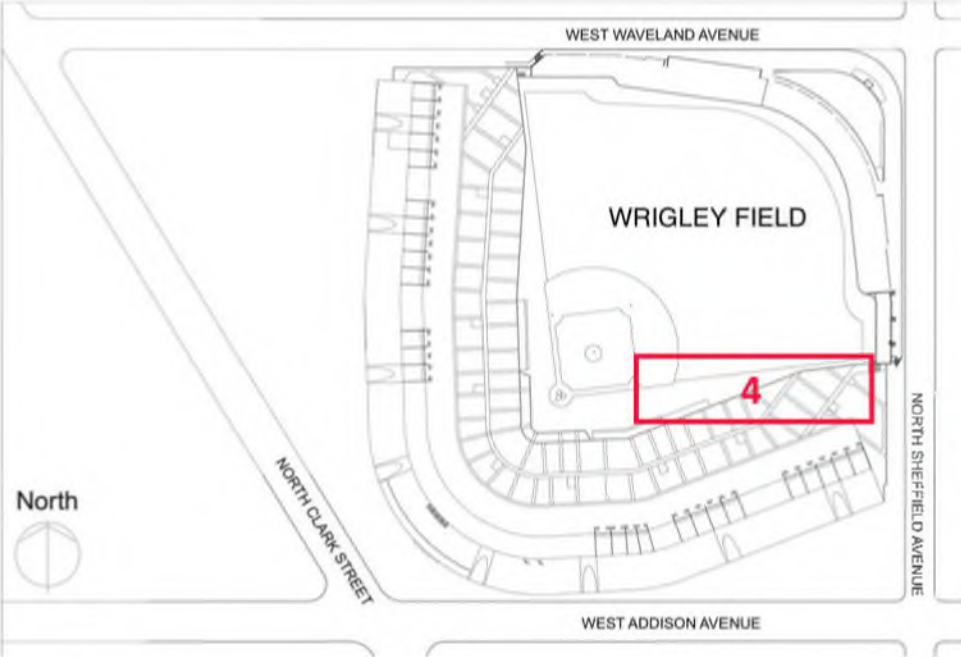 WEST WAVELAND AVENUE
WRIGLEY FIELD
4
NORTH SHEFFIELD AVENUE
NORTH CLARK STREET
North
WEST ADDISON AVENUE